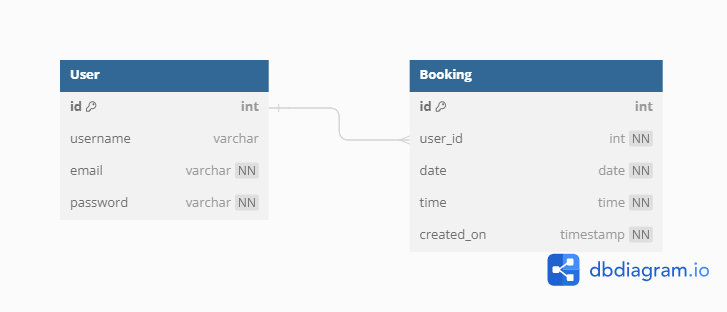 User
id int
username varchar
email varchar NN
password varchar NN
Booking
id int
user_id int NN
date date NN
time time NN
created_on timestamp NN
dbdiagram.io